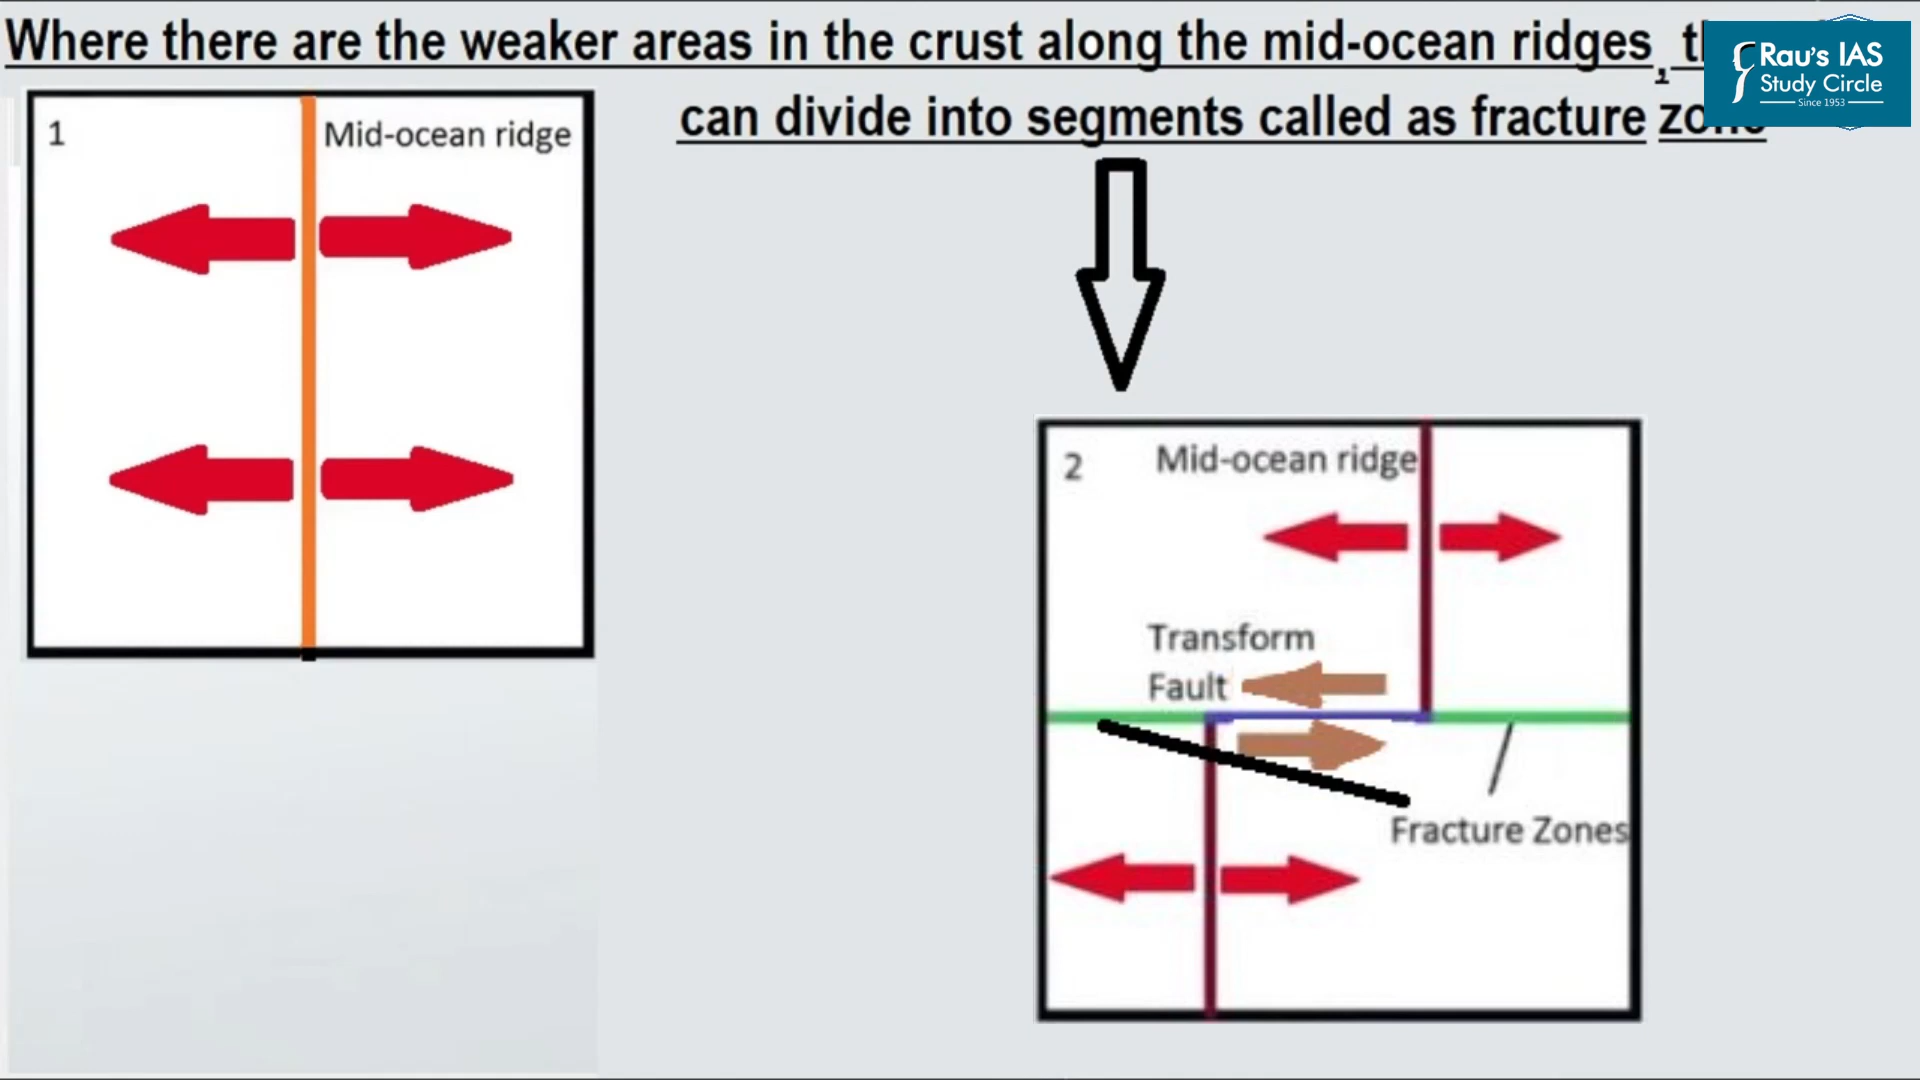 Where there are the weaker areas in the crust along the mid-ocean ridges,
can divide into segments called as fracture
Rau's IAS
Study Circle
Since 1953
1
Mid-ocean ridge
2
Mid-ocean ridge
Transform
Fault
Fracture Zones